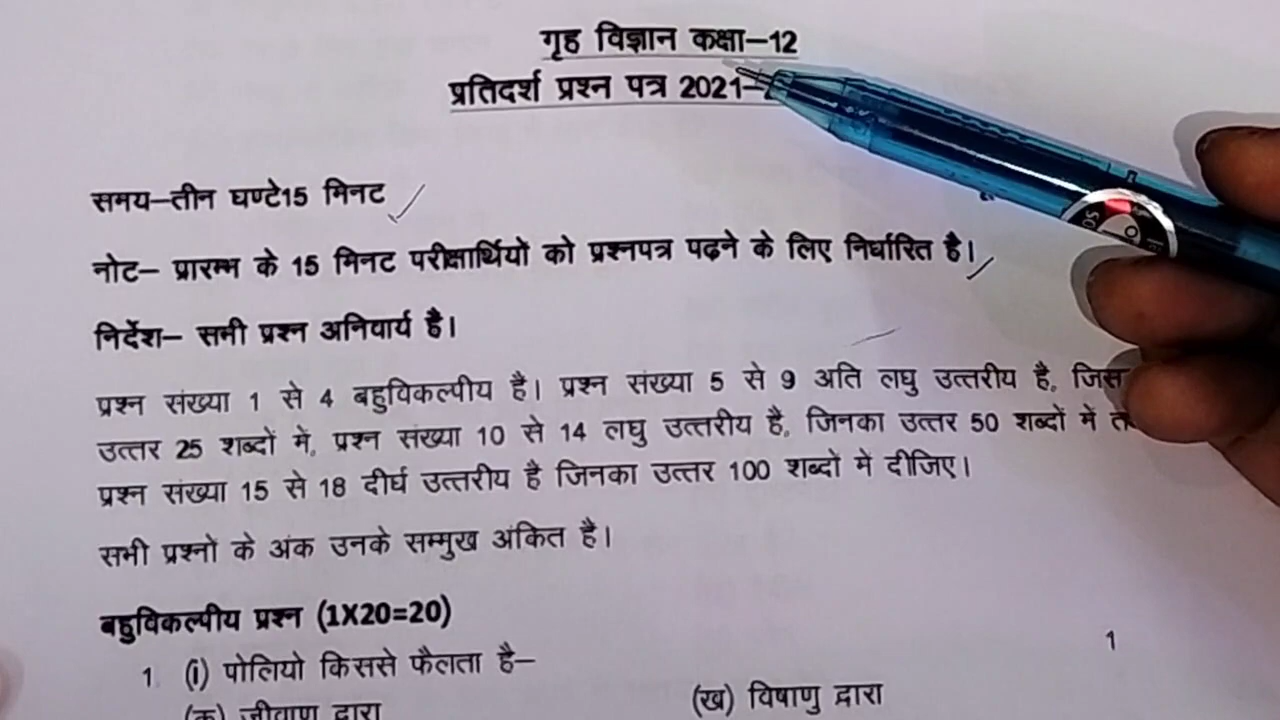 गृह विज्ञान कक्षा–12
प्रतिदर्श प्रश्न पत्र 2021–
समय–तीन घण्टे15 मिनट
नोट– प्रारम्भ के 15 मिनट परीक्षार्थियों को प्रश्नपत्र पढ़ने के लिए निर्धारित है।
निर्देश– सभी प्रश्न अनिवार्य है।
प्रश्न संख्या 1 से 4 बहुविकल्पीय है। प्रश्न संख्या 5 से 9 अति लघु उत्तरीय है, जिस
उत्तर 25 शब्दों में, प्रश्न संख्या 10 से 14 लघु उत्तरीय है, जिनका उत्तर 50 शब्दों में
प्रश्न संख्या 15 से 18 दीर्घ उत्तरीय है जिनका उत्तर 100 शब्दो मे दीजिए।
सभी प्रश्नो के अंक उनके सम्मुख अंकित है।
बहुविकल्पीय प्रश्न (1X20=20)
1. (i) पोलियो किससे फैलता है– 1
(क) जीवाणु द्वारा (ख) विषाणु द्वारा